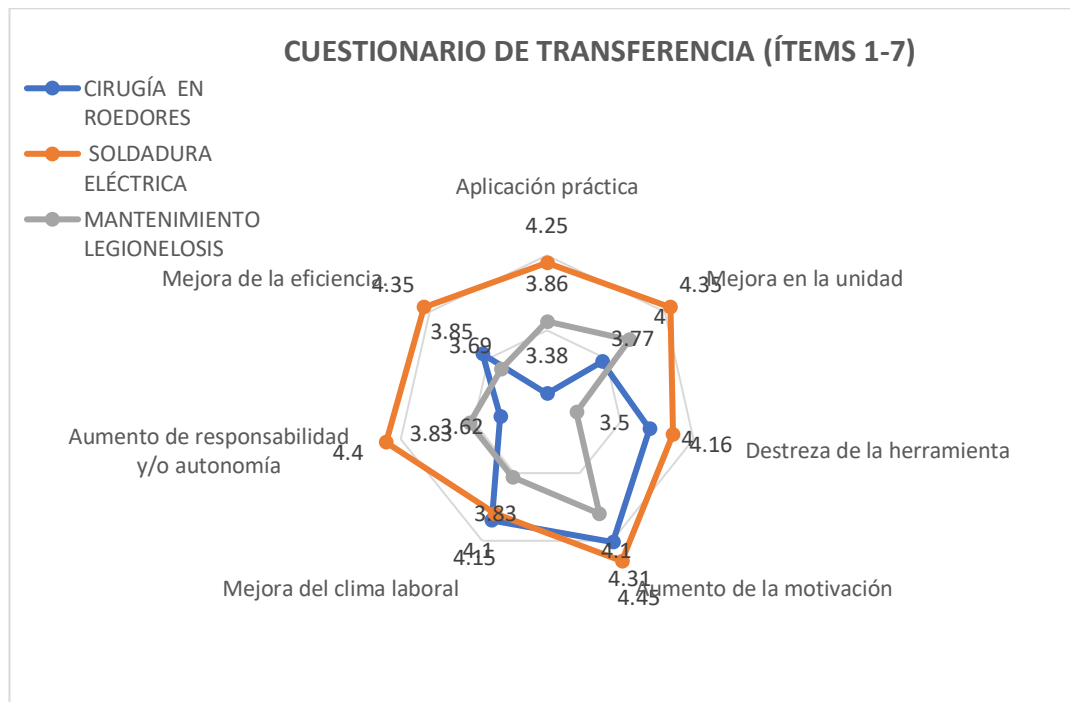 CUESTIONARIO DE TRANSFERENCIA (ÍTEMS 1-7)
CIRUGÍA EN
ROEDORES
SOLDADURA
ELÉCTRICA
MANTENIMIENTO
LEGIONELOSIS
Aplicación práctica
4.25
3.86
3.38
Mejora en la unidad
4.35
4
3.77
Destreza de la herramienta
4
4.16
3.5
Aumento de la motivación
4.1
4.31
4.45
Mejora del clima laboral
3.83
4.1
4.15
Aumento de responsabilidad
y/o autonomía
4.4
3.83
3.62
Mejora de la eficiencia
4.35
3.85
3.69